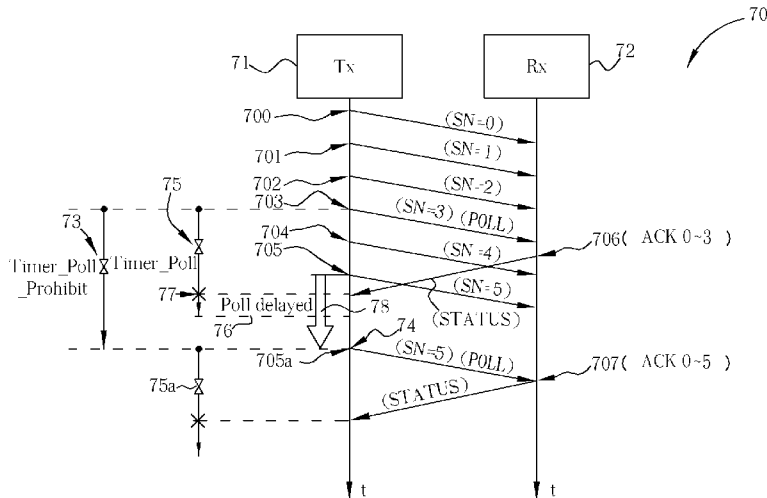 70
71
Tx
Rx
72
700
(SN=0)
701
(SN=1)
702
(SN=2)
703
(SN=3) (POLL)
75
73
704
(SN=4)
706( ACK 0~3 )
Timer_Poll
_Prohibit
Timer_Poll
705
(SN=5)
77
Poll delayed
78
(STATUS)
76
74
705a
(SN=5) (POLL)
707( ACK 0~5 )
75a
(STATUS)
t
t